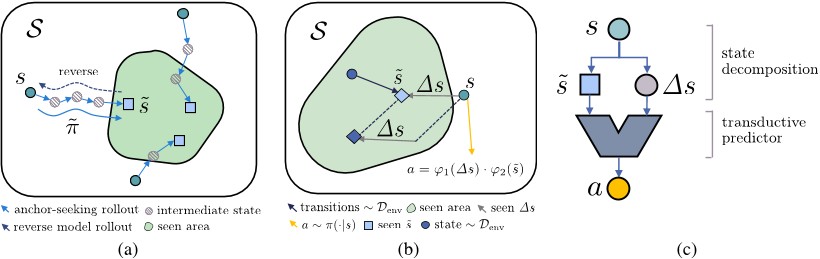 𝒮
s
reverse
s̃
π̃
anchor-seeking rollout
intermediate state
reverse model rollout
seen area
(a)
𝒮
s̃
Δs
s
Δs
a = φ₁(Δs) · φ₂(s̃)
transitions ∼ 𝒟env
seen area
seen Δs
a ∼ π(·|s)
seen s̃
state ∼ 𝒟env
(b)
s
state
decomposition
s̃
Δs
transductive
predictor
a
(c)